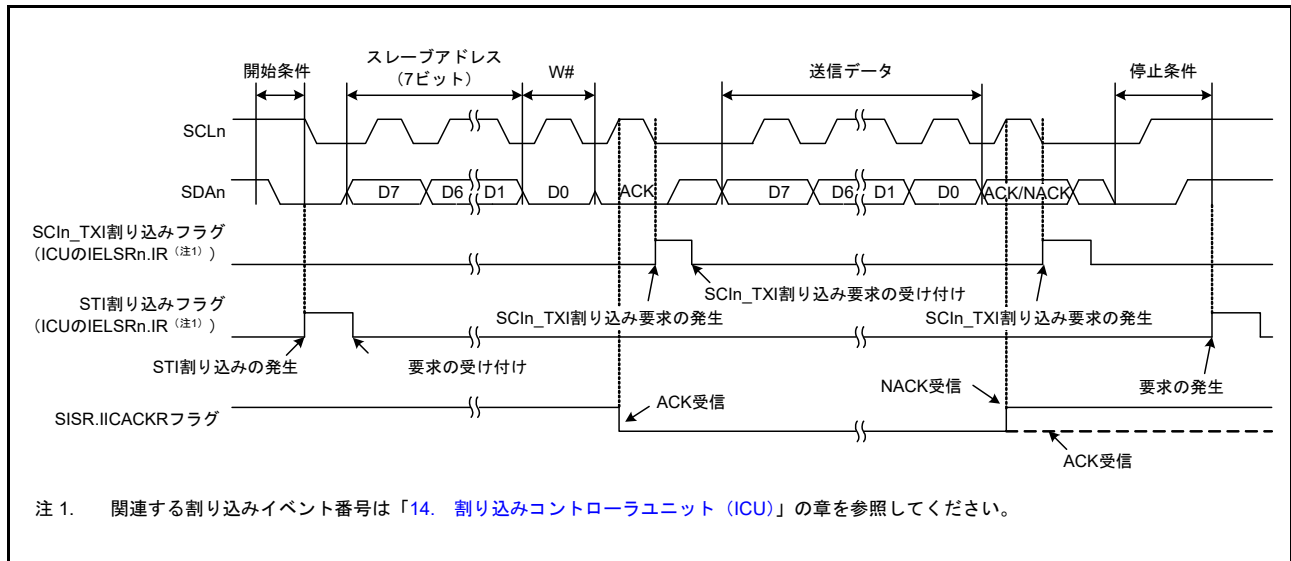 開始条件
スレーブアドレス
（7ビット）
W#
送信データ
停止条件
SCLn
SDAn
D7
D6
D1
D0
ACK
D7
D6
D1
D0
ACK/NACK
SCIn_TXI割り込みフラグ
（ICUのIELSRn.IR（注1））
SCIn_TXI割り込み要求の受け付け
SCIn_TXI割り込み要求の発生
SCIn_TXI割り込み要求の発生
STI割り込みフラグ
（ICUのIELSRn.IR（注1））
STI割り込みの発生
要求の受け付け
要求の発生
SISR.IICACKRフラグ
ACK受信
NACK受信
ACK受信
注 1. 関連する割り込みイベント番号は「14. 割り込みコントローラユニット（ICU）」の章を参照してください。